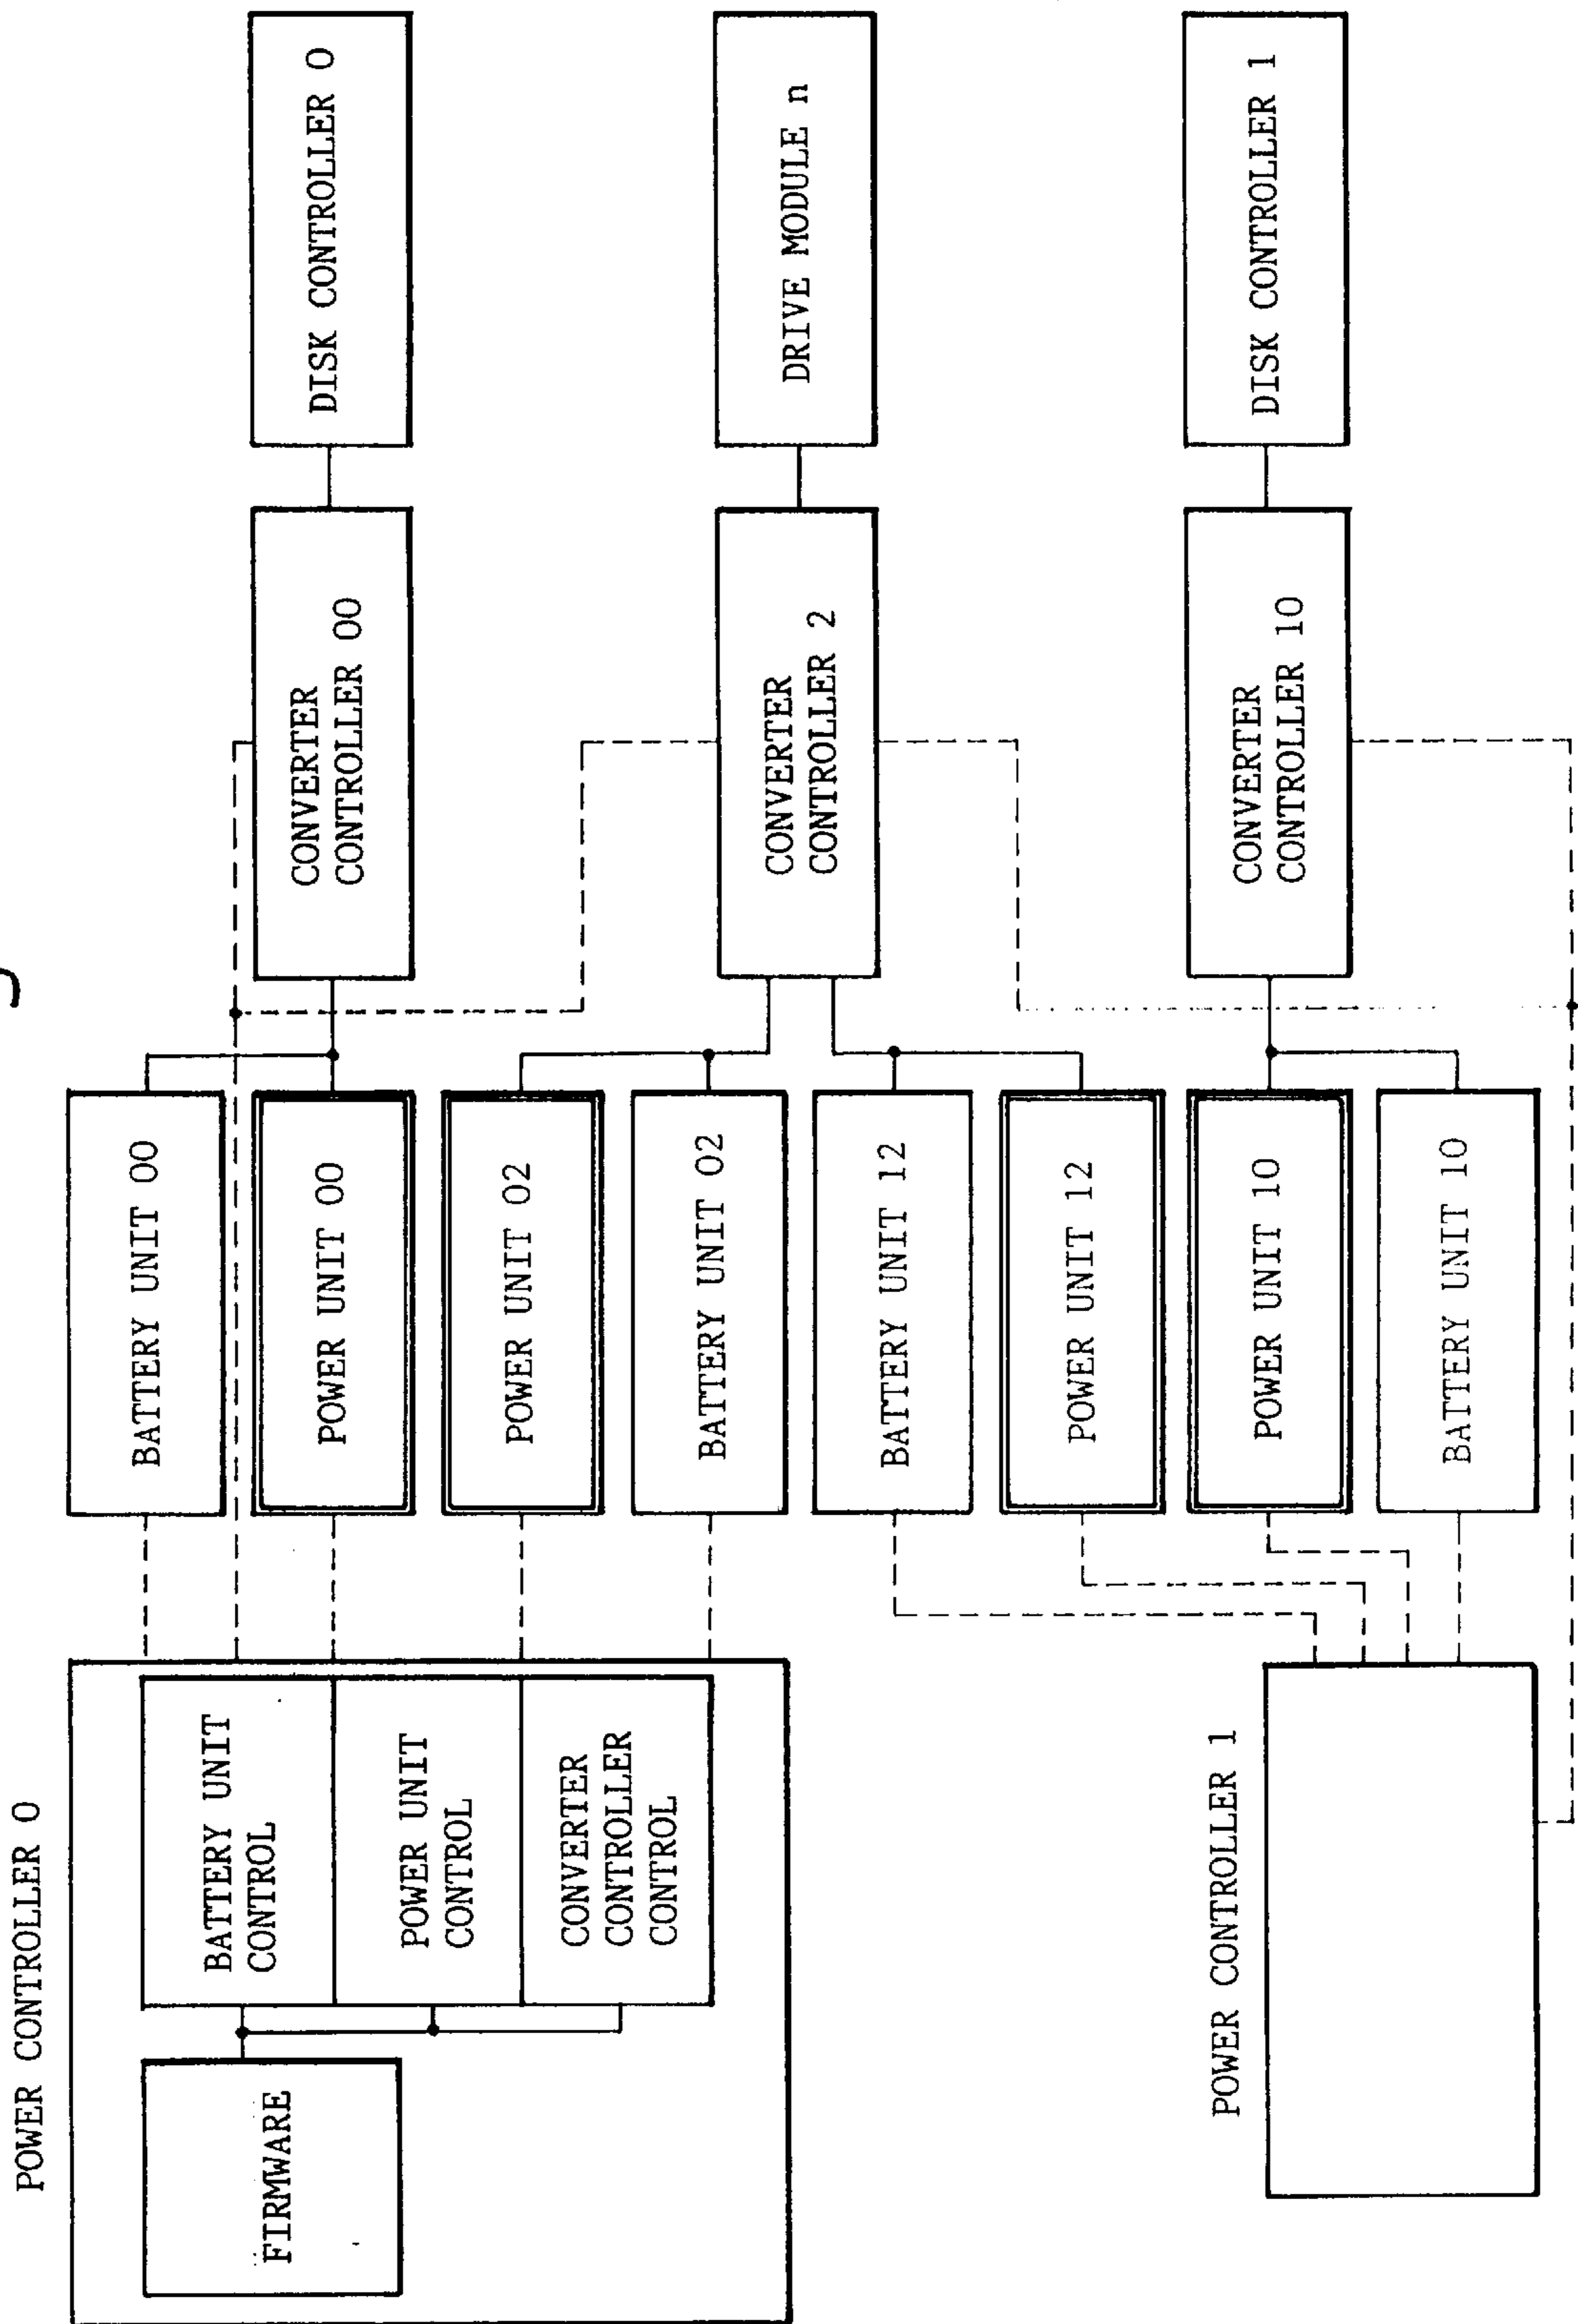 POWER CONTROLLER 0
FIRMWARE
BATTERY UNIT
CONTROL
POWER UNIT
CONTROL
CONVERTER
CONTROLLER
CONTROL
BATTERY UNIT 00
POWER UNIT 00
POWER UNIT 02
BATTERY UNIT 02
BATTERY UNIT 12
POWER UNIT 12
POWER UNIT 10
BATTERY UNIT 10
CONVERTER
CONTROLLER 00
CONVERTER
CONTROLLER 2
CONVERTER
CONTROLLER 10
DISK CONTROLLER 0
DRIVE MODULE n
DISK CONTROLLER 1
POWER CONTROLLER 1